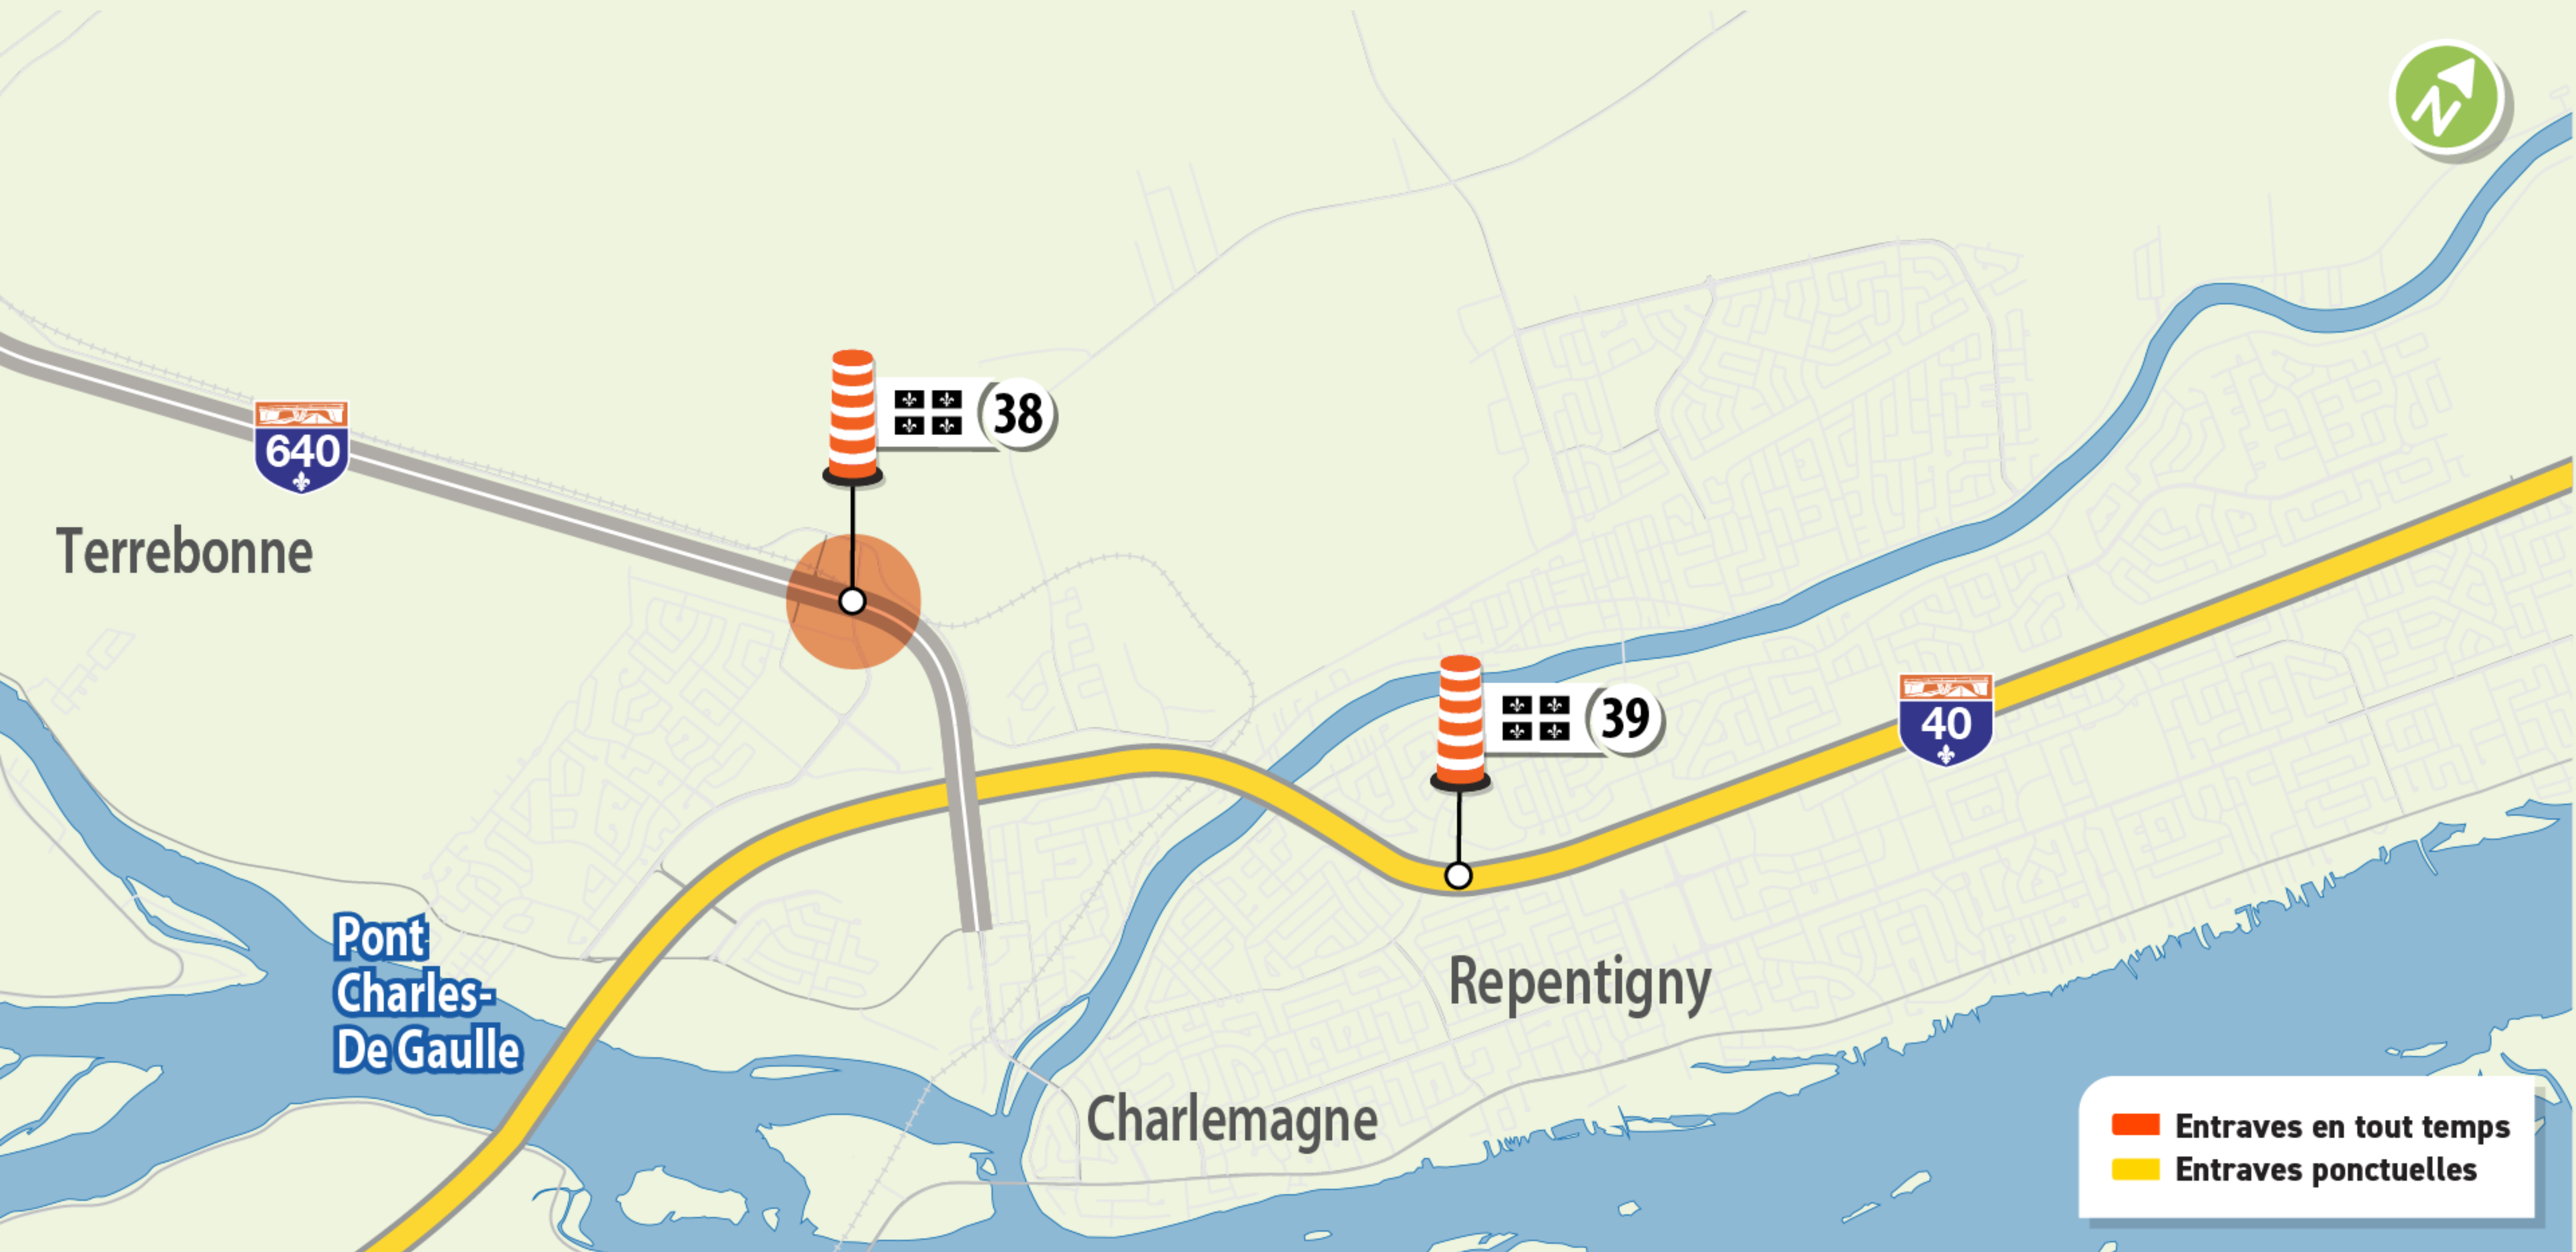 N
38
640
Terrebonne
39
40
Pont
Charles-
De Gaulle
Repentigny
Charlemagne
Entraves en tout temps
Entraves ponctuelles